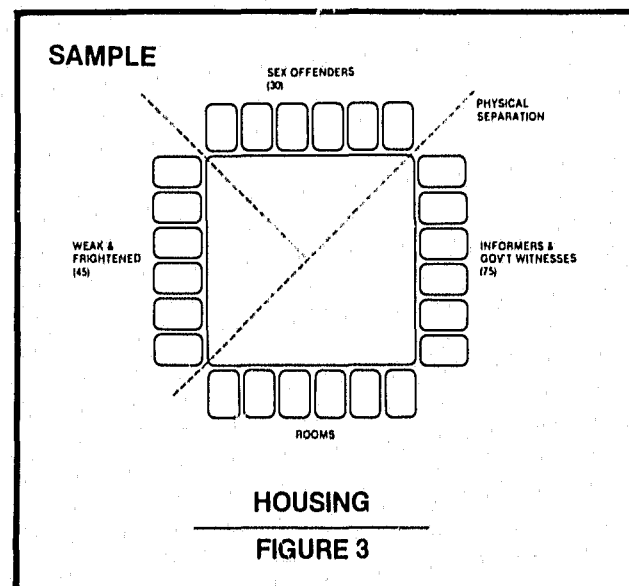 SAMPLE
SEX OFFENDERS
(30)
PHYSICAL
SEPARATION
WEAK &
FRIGHTENED
(45)
INFORMERS &
GOV'T WITNESSES
(75)
ROOMS
HOUSING
FIGURE 3